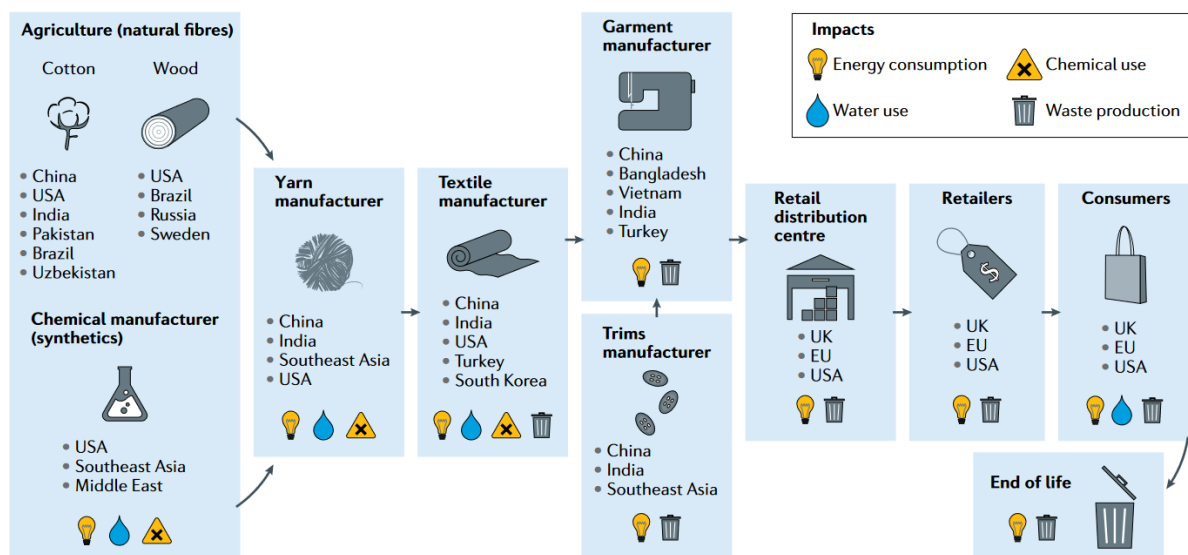 Agriculture (natural fibres)
Cotton
• China
• USA
• India
• Pakistan
• Brazil
• Uzbekistan
Wood
• USA
• Brazil
• Russia
• Sweden
Chemical manufacturer
(synthetics)
• USA
• Southeast Asia
• Middle East
Yarn
manufacturer
• China
• India
• Southeast Asia
• USA
Textile
manufacturer
• China
• India
• USA
• Turkey
• South Korea
Garment
manufacturer
• China
• Bangladesh
• Vietnam
• India
• Turkey
Trims
manufacturer
• China
• India
• Southeast Asia
Retail
distribution
centre
• UK
• EU
• USA
Retailers
$
• UK
• EU
• USA
Consumers
• UK
• EU
• USA
End of life
Impacts
Energy consumption
Chemical use
Water use
Waste production